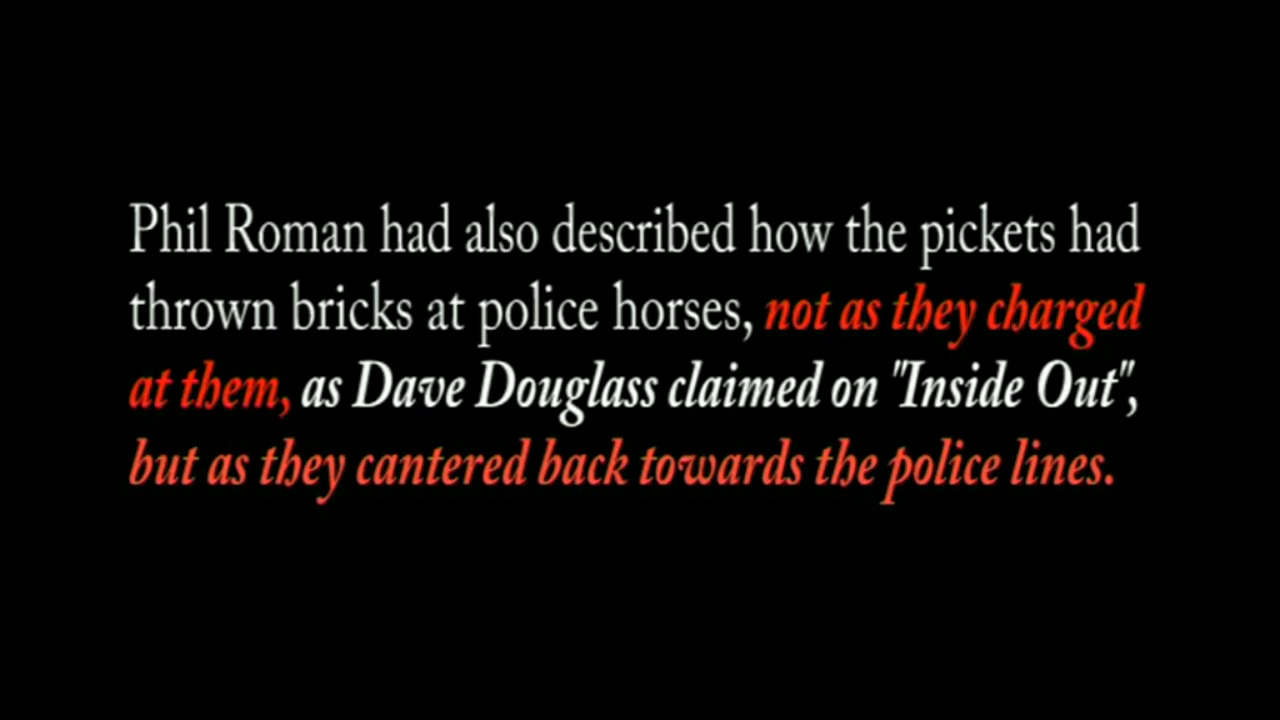 Phil Roman had also described how the pickets had
thrown bricks at police horses, not as they charged
at them, as Dave Douglass claimed on "Inside Out",
but as they cantered back towards the police lines.